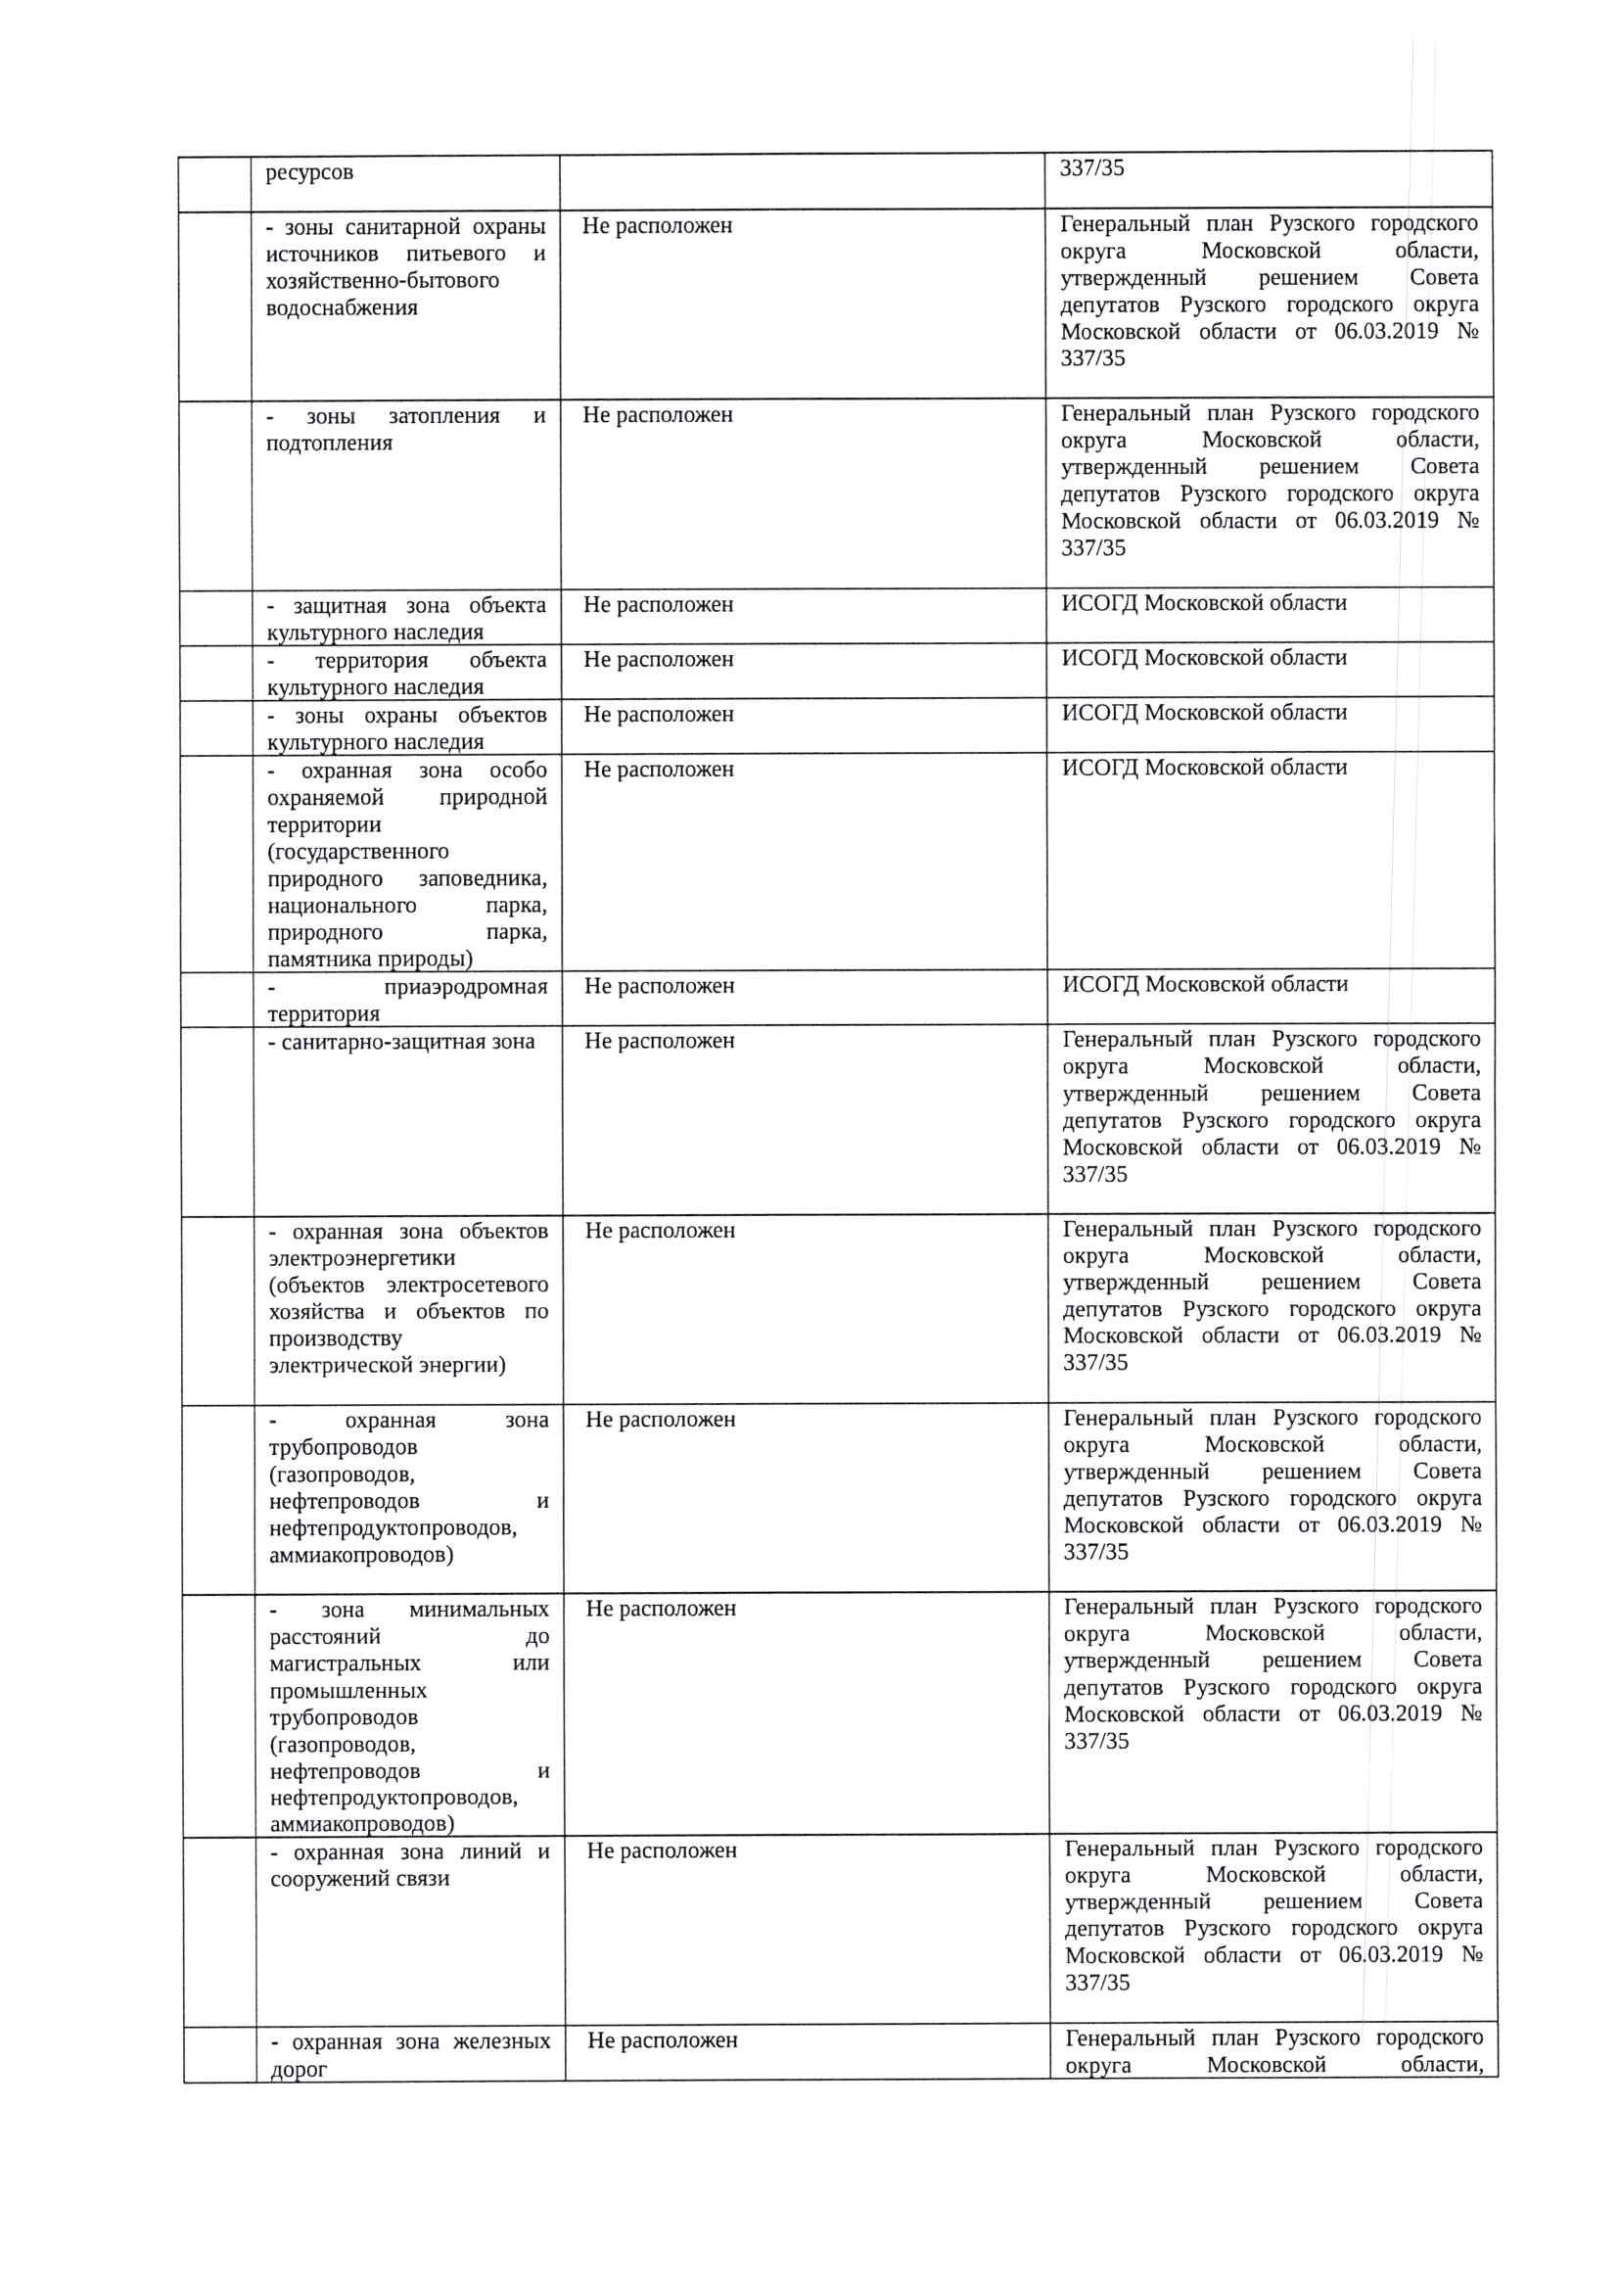 ресурсов
337/35
- зоны санитарной охраны
источников питьевого и
хозяйственно-бытового
водоснабжения
Не расположен
Генеральный план Рузского городского
округа Московской области,
утвержденный решением Совета
депутатов Рузского городского округа
Московской области от 06.03.2019 №
337/35
- зоны затопления и
подтопления
Не расположен
Генеральный план Рузского городского
округа Московской области,
утвержденный решением Совета
депутатов Рузского городского округа
Московской области от 06.03.2019 №
337/35
- защитная зона объекта
культурного наследия
Не расположен
ИСОГД Московской области
- территория объекта
культурного наследия
Не расположен
ИСОГД Московской области
- зоны охраны объектов
культурного наследия
Не расположен
ИСОГД Московской области
- охранная зона особо
охраняемой природной
территории
(государственного
природного заповедника,
национального парка,
природного парка,
памятника природы)
Не расположен
ИСОГД Московской области
- приаэродромная
территория
Не расположен
ИСОГД Московской области
- санитарно-защитная зона
Не расположен
Генеральный план Рузского городского
округа Московской области,
утвержденный решением Совета
депутатов Рузского городского округа
Московской области от 06.03.2019 №
337/35
- охранная зона объектов
электроэнергетики
(объектов электросетевого
хозяйства и объектов по
производству
электрической энергии)
Не расположен
Генеральный план Рузского городского
округа Московской области,
утвержденный решением Совета
депутатов Рузского городского округа
Московской области от 06.03.2019 №
337/35
- охранная зона
трубопроводов
(газопроводов,
нефтепроводов и
нефтепродуктопроводов,
аммиакопроводов)
Не расположен
Генеральный план Рузского городского
округа Московской области,
утвержденный решением Совета
депутатов Рузского городского округа
Московской области от 06.03.2019 №
337/35
- зона минимальных
расстояний до
магистральных или
промышленных
трубопроводов
(газопроводов,
нефтепроводов и
нефтепродуктопроводов,
аммиакопроводов)
Не расположен
Генеральный план Рузского городского
округа Московской области,
утвержденный решением Совета
депутатов Рузского городского округа
Московской области от 06.03.2019 №
337/35
- охранная зона линий и
сооружений связи
Не расположен
Генеральный план Рузского городского
округа Московской области,
утвержденный решением Совета
депутатов Рузского городского округа
Московской области от 06.03.2019 №
337/35
- охранная зона железных
дорог
Не расположен
Генеральный план Рузского городского
округа Московской области,